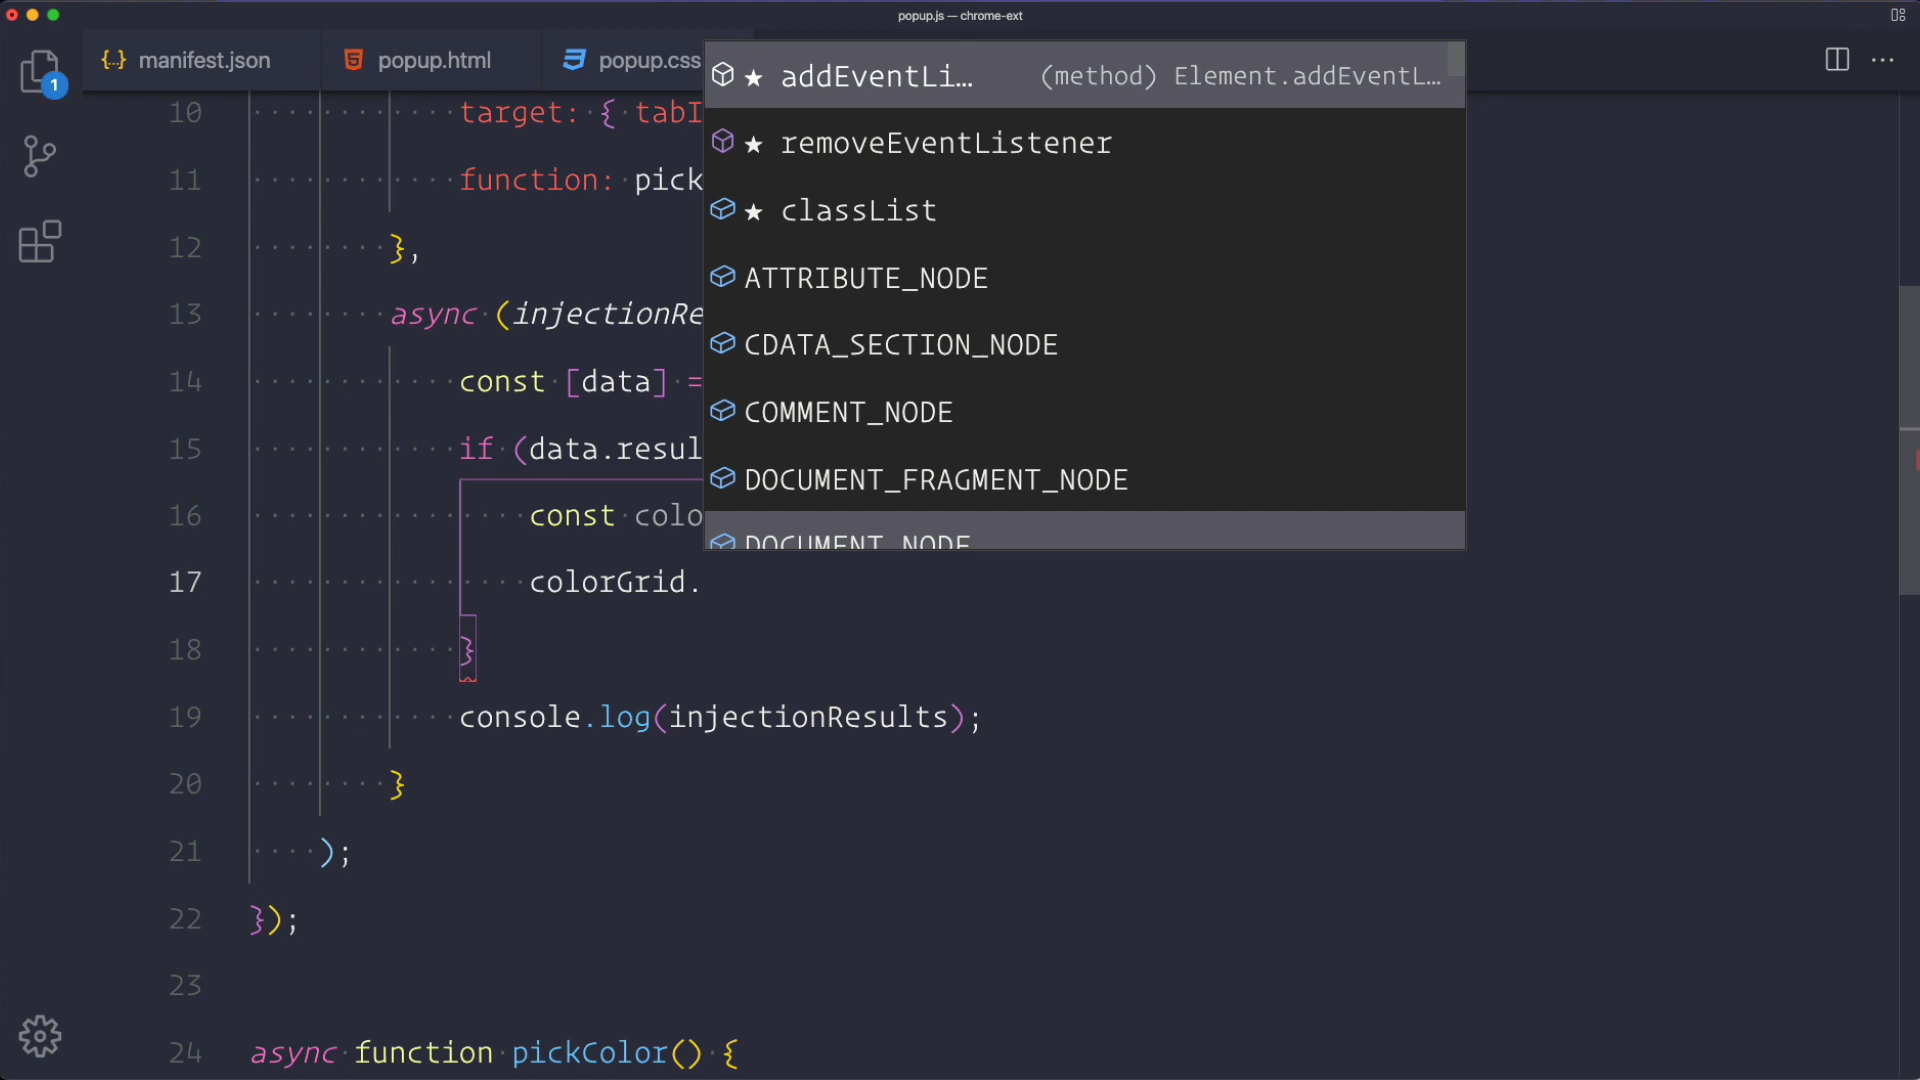 popup.js — chrome-ext
{..} manifest.json popup.html popup.css
1
10 target: { tabI
11 function: pick
12 },
13 async (injectionRe
14 const [data] =
15 if (data.resul
16 const colo
17 colorGrid.
18 }
19 console.log(injectionResults);
20 }
21 );
22 });
23
24 async function pickColor() {
★ addEventLi… (method) Element.addEventL…
★ removeEventListener
★ classList
ATTRIBUTE_NODE
CDATA_SECTION_NODE
COMMENT_NODE
DOCUMENT_FRAGMENT_NODE
DOCUMENT_NODE